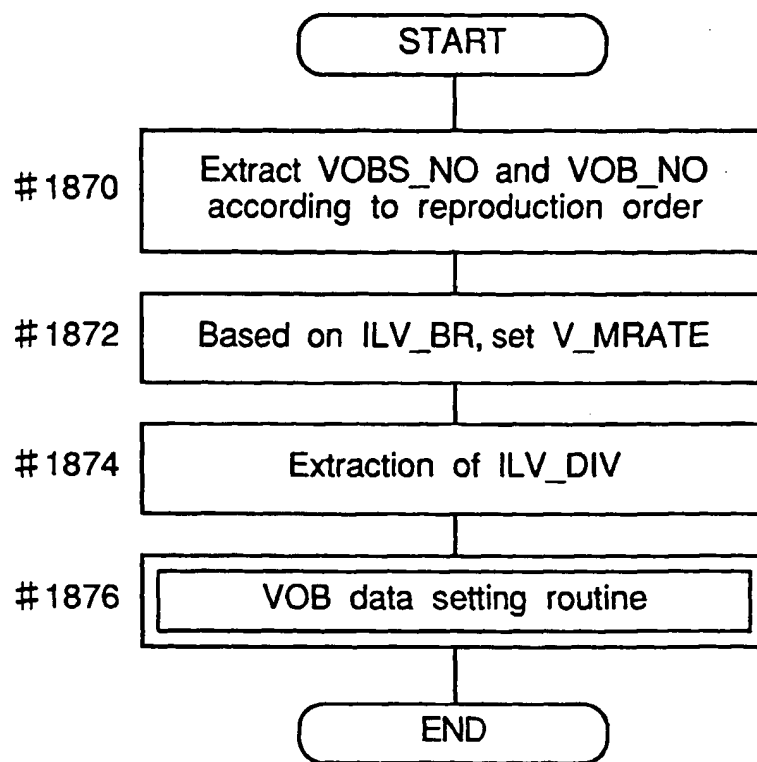 START
#1870
Extract VOBS_NO and VOB_NO
according to reproduction order
#1872
Based on ILV_BR, set V_MRATE
#1874
Extraction of ILV_DIV
#1876
VOB data setting routine
END